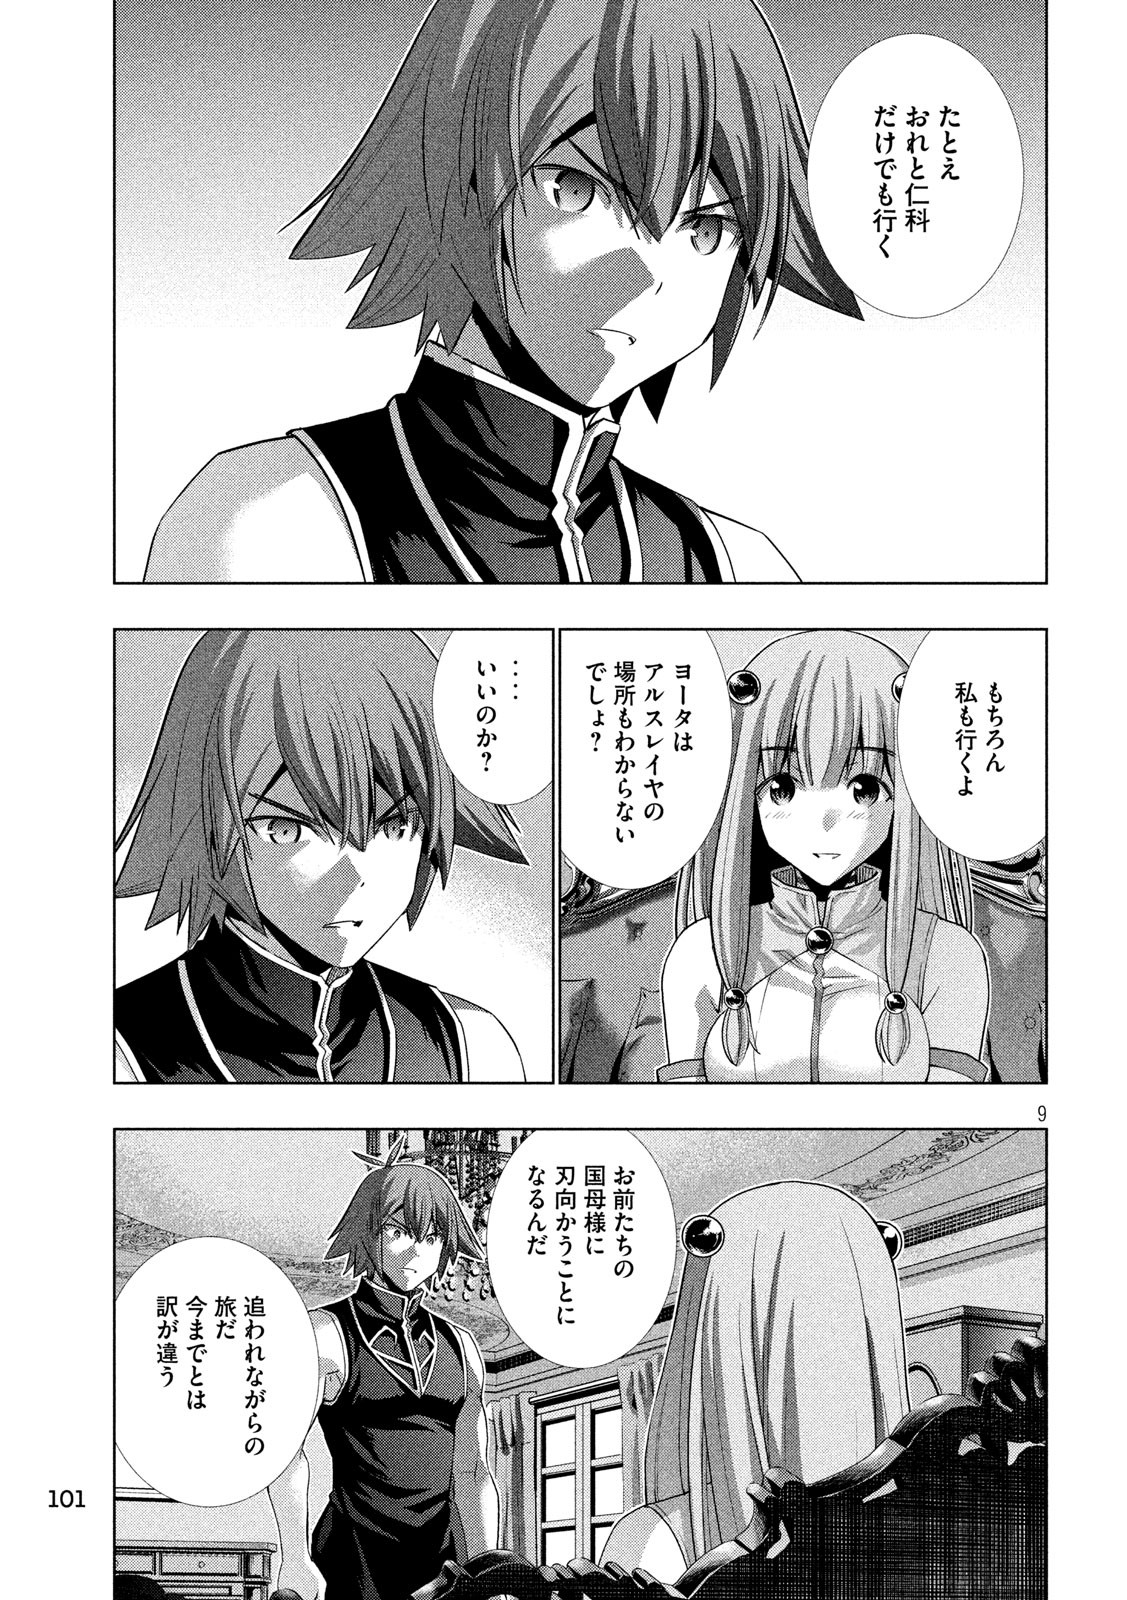 たとえ
おれと仁科
だけでも行く
もちろん
私も行くよ
ヨータは
アルスレイヤの
場所もわからない
でしょ?
‥‥
いいのか?
9
お前たちの
国母様に
刃向かうことに
なるんだ
追われながらの
旅だ
今までとは
訳が違う
101